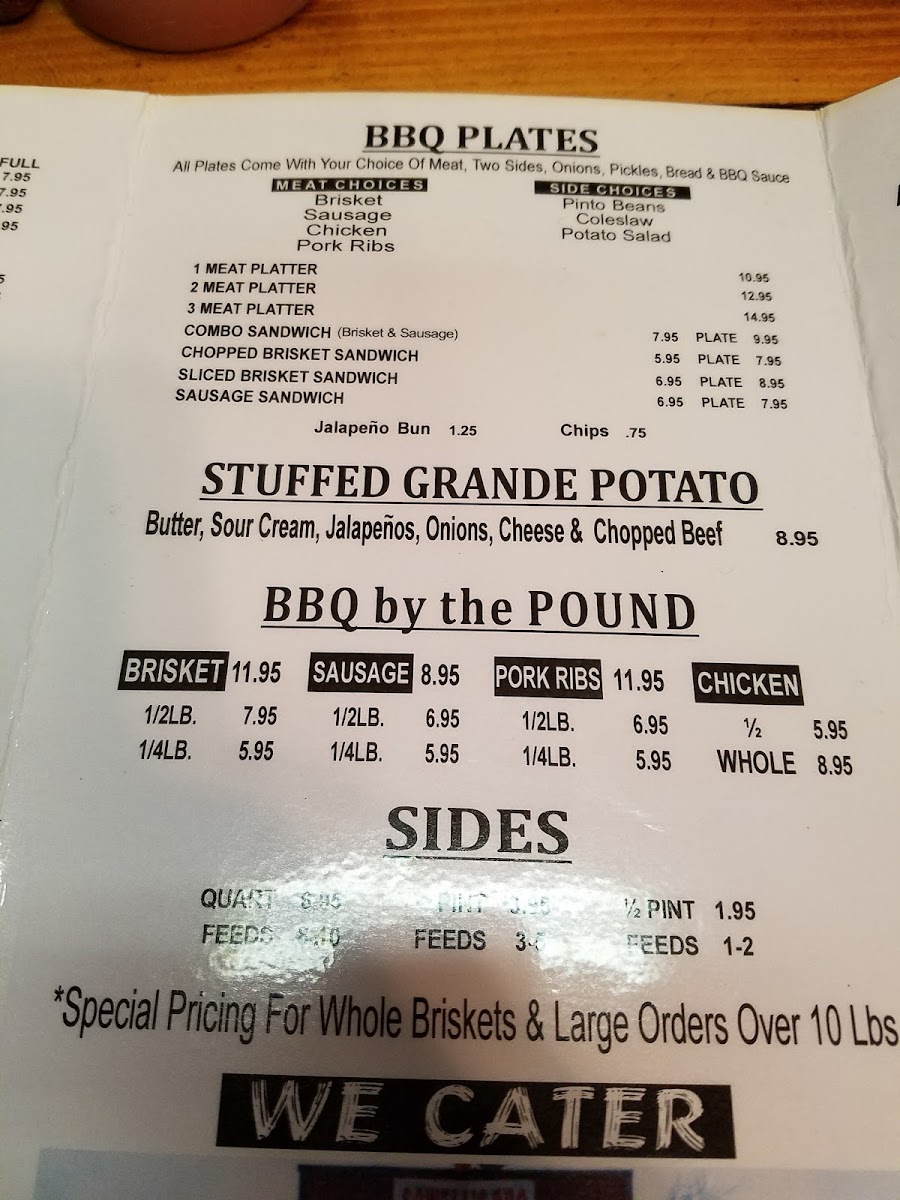 FULL
7.95
7.95
.95
95
BBQ PLATES
All Plates Come With Your Choice Of Meat, Two Sides, Onions, Pickles, Bread & BBQ Sauce
MEAT CHOICES SIDE CHOICES
Brisket Pinto Beans
Sausage Coleslaw
Chicken Potato Salad
Pork Ribs
1 MEAT PLATTER 10.95
2 MEAT PLATTER 12.95
3 MEAT PLATTER 14.95
COMBO SANDWICH (Brisket & Sausage) 7.95 PLATE 9.95
CHOPPED BRISKET SANDWICH 5.95 PLATE 7.95
SLICED BRISKET SANDWICH 6.95 PLATE 8.95
SAUSAGE SANDWICH 6.95 PLATE 7.95
Jalapeño Bun 1.25 Chips .75
STUFFED GRANDE POTATO
Butter, Sour Cream, Jalapeños, Onions, Cheese & Chopped Beef 8.95
BBQ by the POUND
BRISKET 11.95 SAUSAGE 8.95 PORK RIBS 11.95 CHICKEN
1/2LB. 7.95 1/2LB. 6.95 1/2LB. 6.95 ½ 5.95
1/4LB. 5.95 1/4LB. 5.95 1/4LB. 5.95 WHOLE 8.95
SIDES
QUART 6.95 PINT 3.95 ½ PINT 1.95
FEEDS FEEDS FEEDS 1-2
*Special Pricing For Whole Briskets & Large Orders Over 10 Lbs
WE CATER